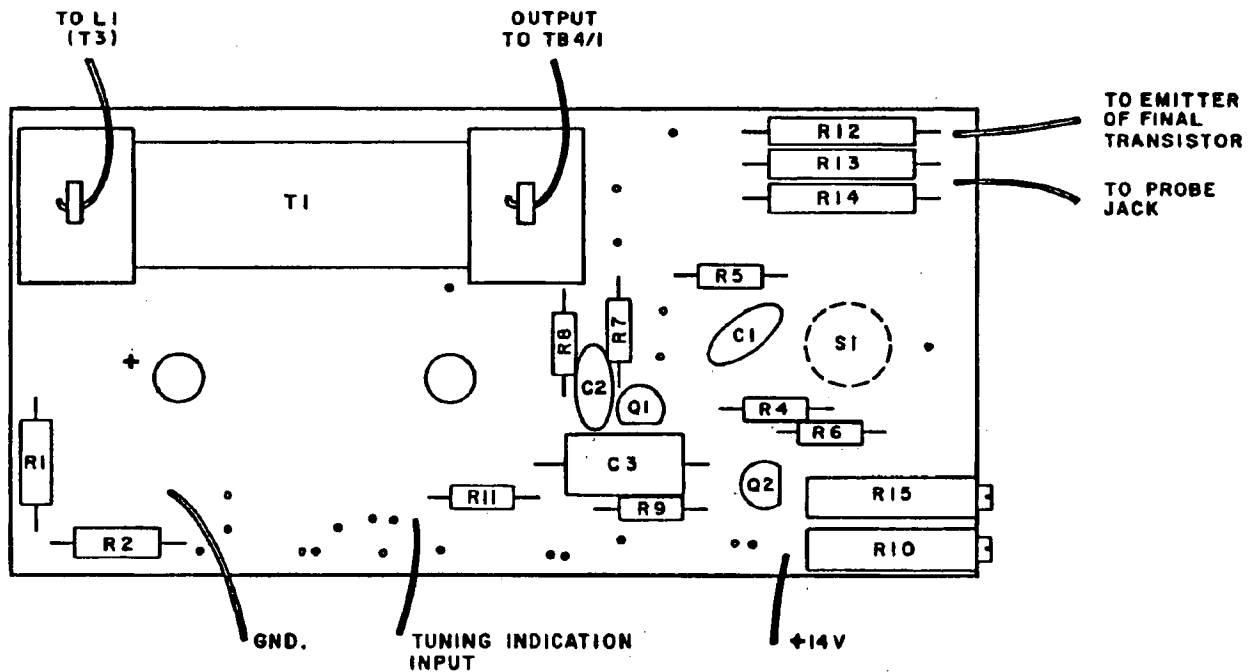 TO L1
(T3)
OUTPUT
TO TB4/1
TO EMITTER
OF FINAL
TRANSISTOR
TO PROBE
JACK
R12
R13
R14
T1
R5
R8
R7
C1
S1
C2
Q1
R4
R6
R1
C3
Q2
R15
R11
R9
R2
R10
GND.
TUNING INDICATION
INPUT
+14V